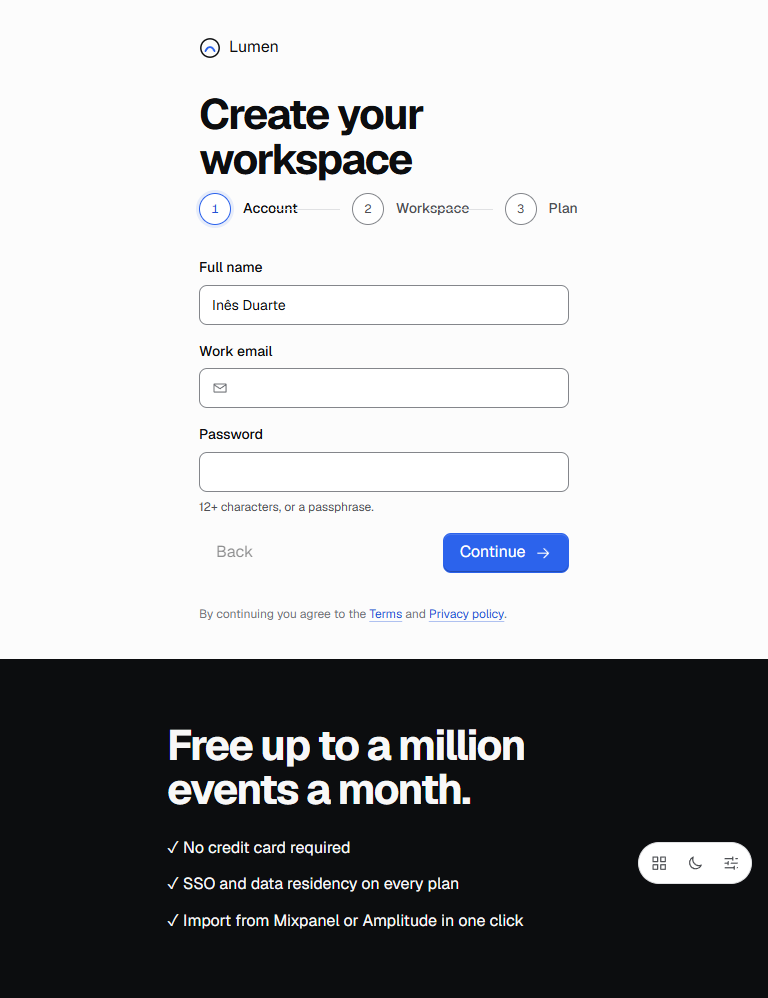 Lumen
Create your
workspace
1 Account 2 Workspace 3 Plan
Full name
Inês Duarte
Work email
Password
12+ characters, or a passphrase.
Back Continue →
By continuing you agree to the Terms and Privacy policy.
Free up to a million
events a month.
✓ No credit card required
✓ SSO and data residency on every plan
✓ Import from Mixpanel or Amplitude in one click